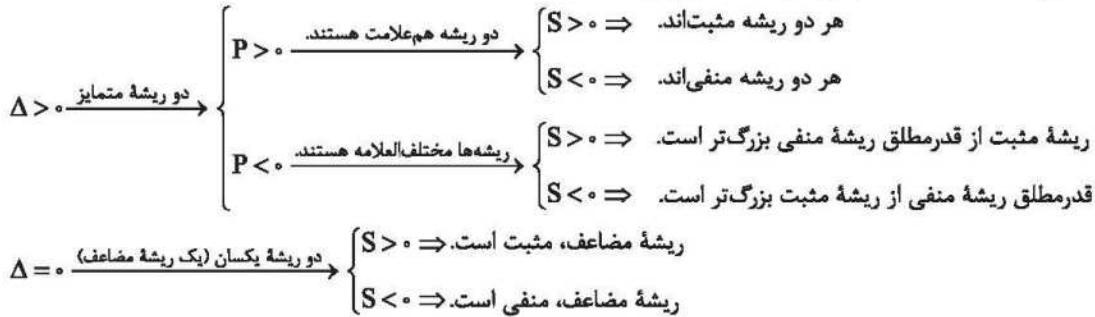 Δ > ۰ دو ریشهٔ متمایز
P > ۰ دو ریشه هم‌علامت هستند.
S > ۰ ⇒ هر دو ریشه مثبت‌اند.
S < ۰ ⇒ هر دو ریشه منفی‌اند.
P < ۰ ریشه‌ها مختلف‌العلامه هستند.
S > ۰ ⇒ ریشهٔ مثبت از قدرمطلق ریشهٔ منفی بزرگ‌تر است.
S < ۰ ⇒ قدرمطلق ریشهٔ منفی از ریشهٔ مثبت بزرگ‌تر است.
Δ = ۰ دو ریشهٔ یکسان (یک ریشهٔ مضاعف)
S > ۰ ⇒ ریشهٔ مضاعف، مثبت است.
S < ۰ ⇒ ریشهٔ مضاعف، منفی است.